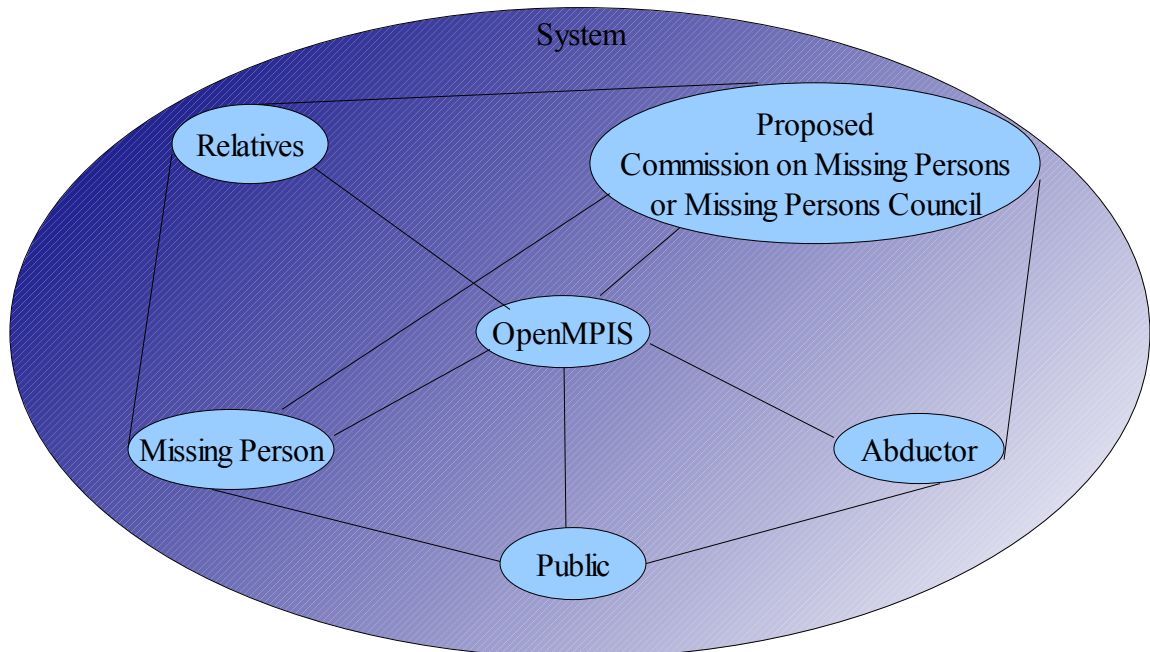 System
Relatives
Proposed
Commission on Missing Persons
or Missing Persons Council
OpenMPIS
Missing Person
Abductor
Public